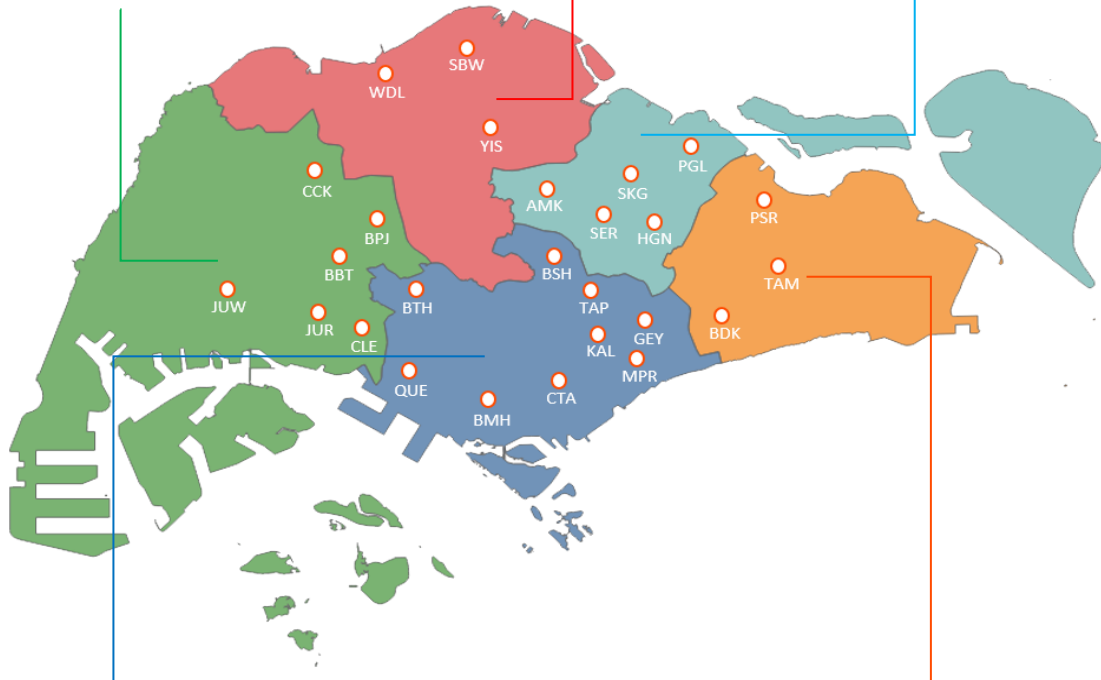 SBW
WDL
YIS
PGL
CCK
SKG
AMK
PSR
SER
HGN
BPJ
BBT
BSH
TAM
JUW
BTH
TAP
JUR
GEY
BDK
CLE
KAL
MPR
QUE
CTA
BMH